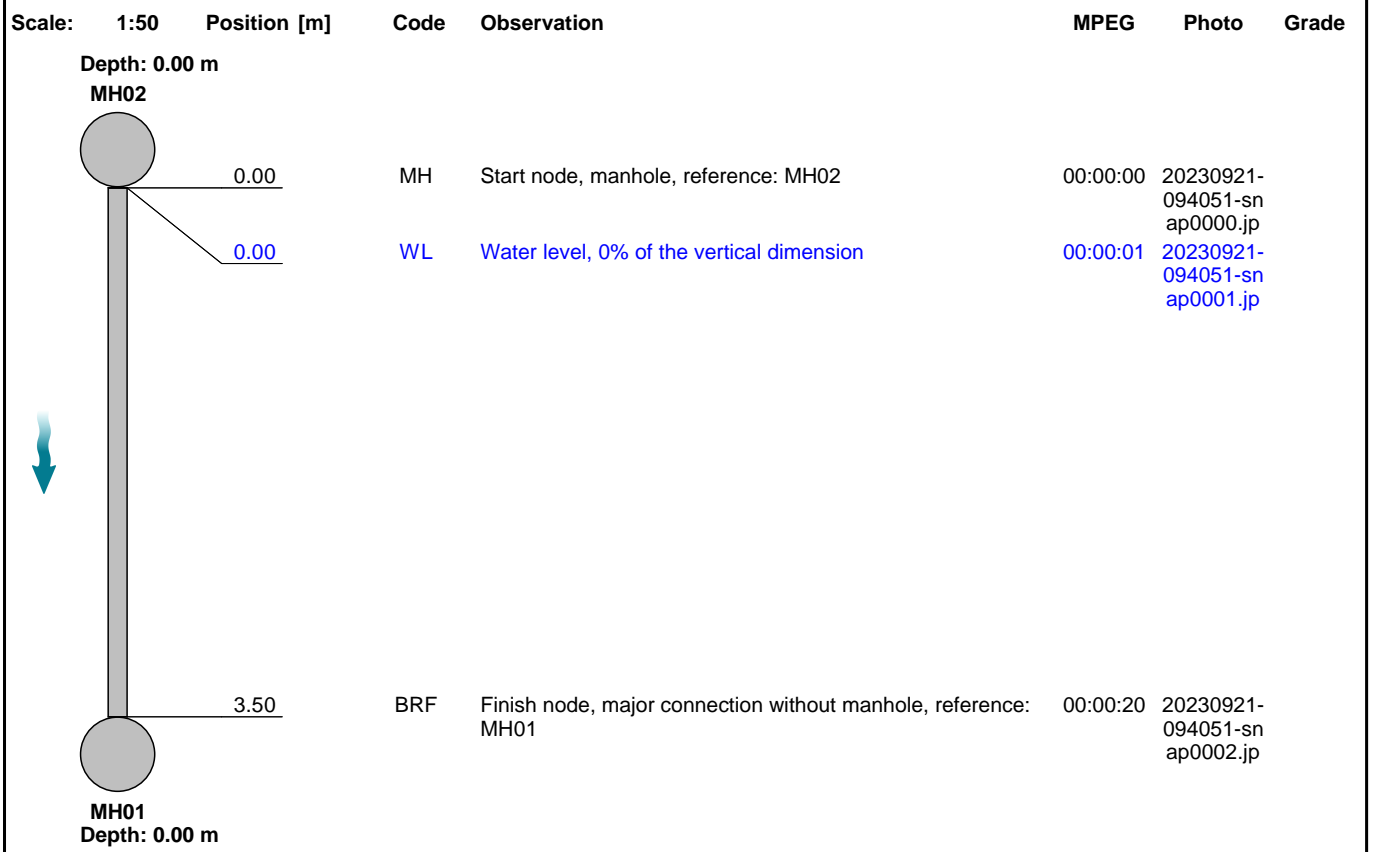 Scale: 1:50 Position [m] Code Observation MPEG Photo Grade
Depth: 0.00 m
MH02
0.00 MH Start node, manhole, reference: MH02 00:00:00 20230921-
094051-sn
ap0000.jp
0.00 WL Water level, 0% of the vertical dimension 00:00:01 20230921-
094051-sn
ap0001.jp
3.50 BRF Finish node, major connection without manhole, reference: 00:00:20 20230921-
MH01 094051-sn
ap0002.jp
MH01
Depth: 0.00 m